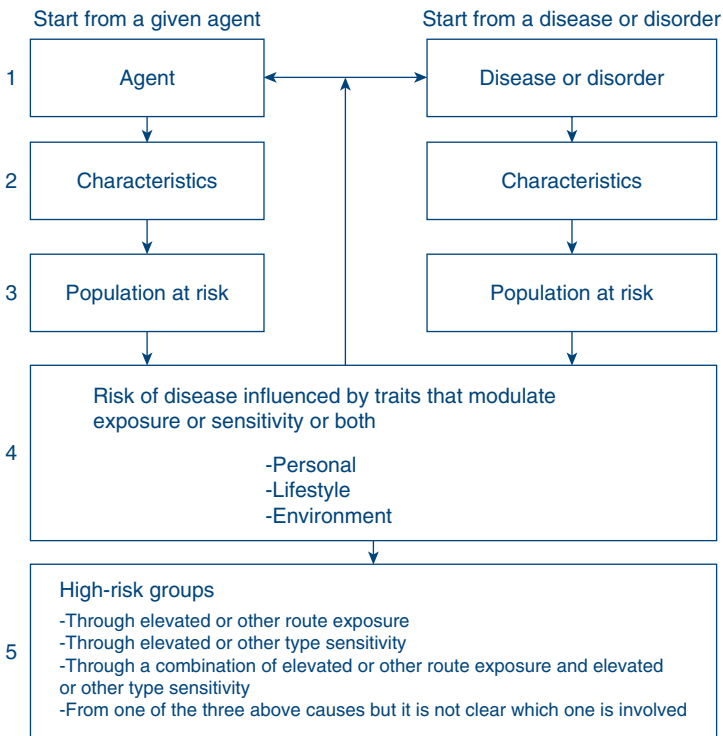 Start from a given agent
Start from a disease or disorder
1
Agent
Disease or disorder
2
Characteristics
Characteristics
3
Population at risk
Population at risk
4
Risk of disease influenced by traits that modulate
exposure or sensitivity or both
-Personal
-Lifestyle
-Environment
5
High-risk groups
-Through elevated or other route exposure
-Through elevated or other type sensitivity
-Through a combination of elevated or other route exposure and elevated
or other type sensitivity
-From one of the three above causes but it is not clear which one is involved